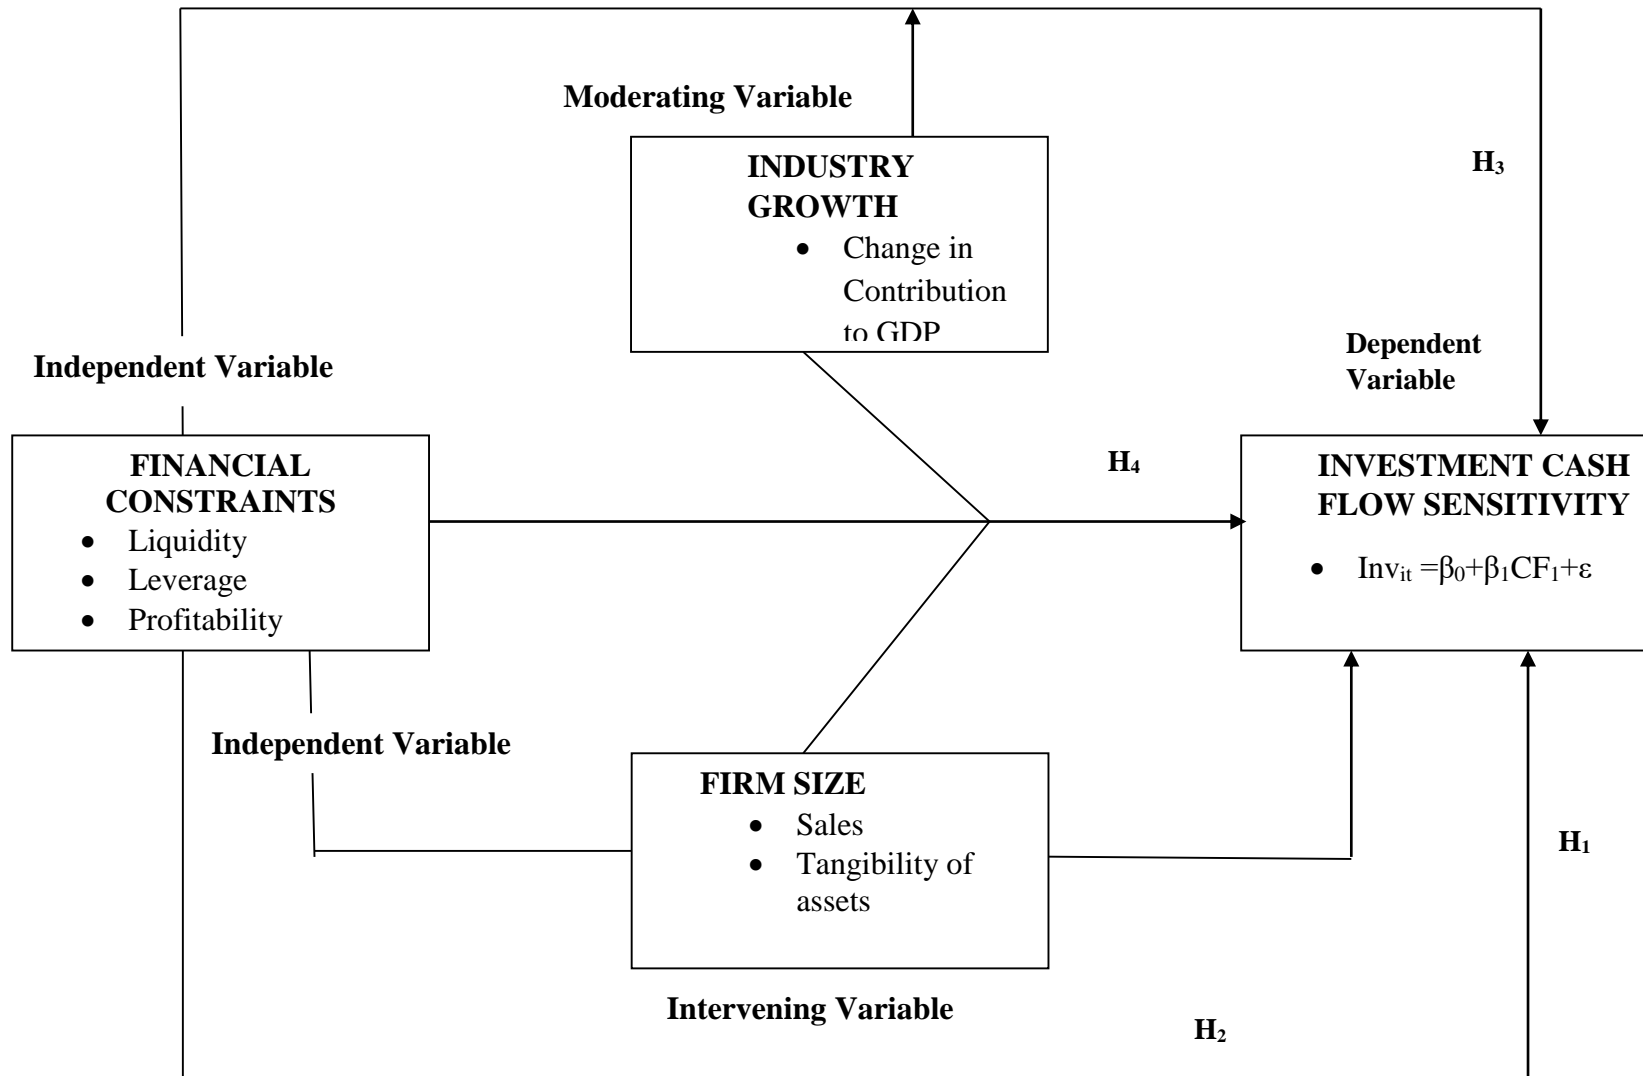 Moderating Variable
INDUSTRY
GROWTH
• Change in
Contribution
to GDP
H₃
Independent Variable
Dependent
Variable
FINANCIAL
CONSTRAINTS
• Liquidity
• Leverage
• Profitability
H₄
INVESTMENT CASH
FLOW SENSITIVITY
• Invᵢₜ =β₀+β₁CF₁+ε
Independent Variable
FIRM SIZE
• Sales
• Tangibility of
assets
H₁
Intervening Variable
H₂